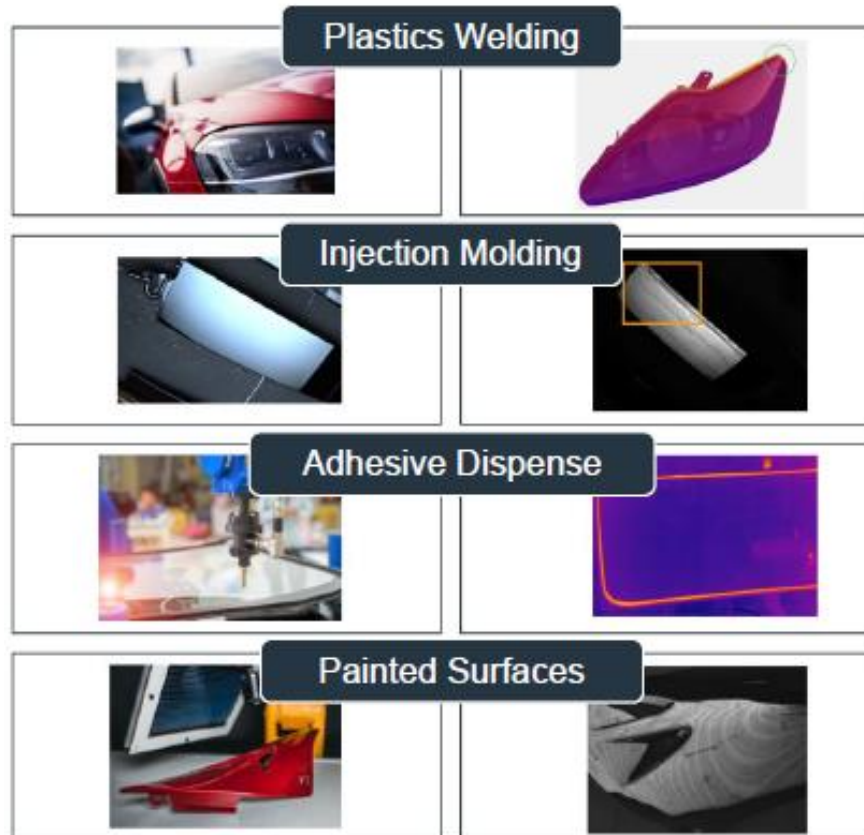 Plastics Welding
Injection Molding
Adhesive Dispense
Painted Surfaces